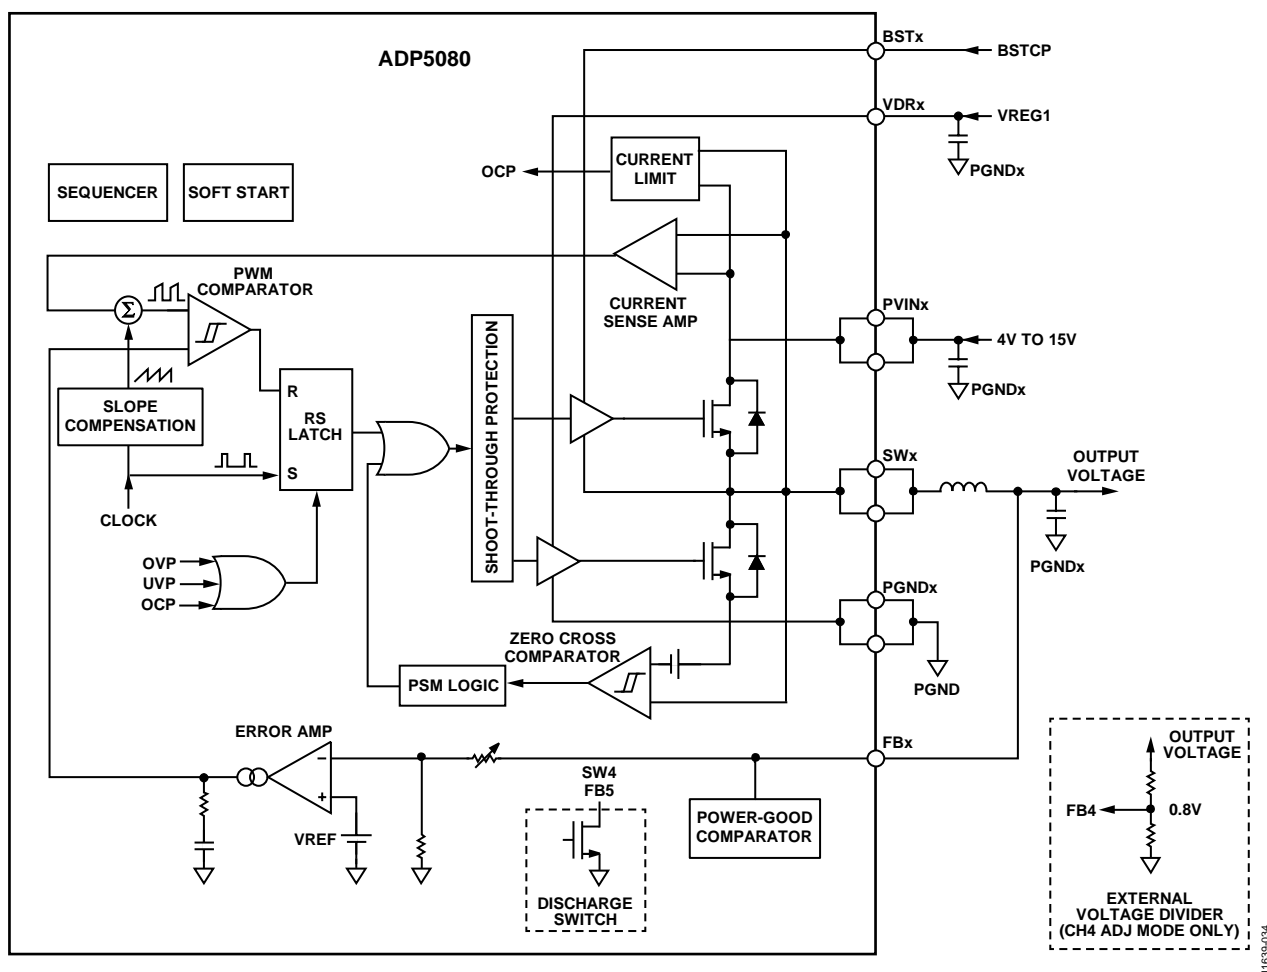 ADP5080
BSTx
BSTCP
VDRx
VREG1
PGNDx
CURRENT
LIMIT
OCP
SEQUENCER
SOFT START
PWM
COMPARATOR
Σ
CURRENT
SENSE AMP
PVINx
4V TO 15V
PGNDx
SLOPE
COMPENSATION
R
RS
LATCH
S
CLOCK
SHOOT-THROUGH PROTECTION
SWx
OUTPUT
VOLTAGE
PGNDx
OVP
UVP
OCP
PGNDx
PGND
ZERO CROSS
COMPARATOR
PSM LOGIC
ERROR AMP
−
+
VREF
FBx
SW4
FB5
DISCHARGE
SWITCH
POWER-GOOD
COMPARATOR
OUTPUT
VOLTAGE
FB4
0.8V
EXTERNAL
VOLTAGE DIVIDER
(CH4 ADJ MODE ONLY)
11639-034